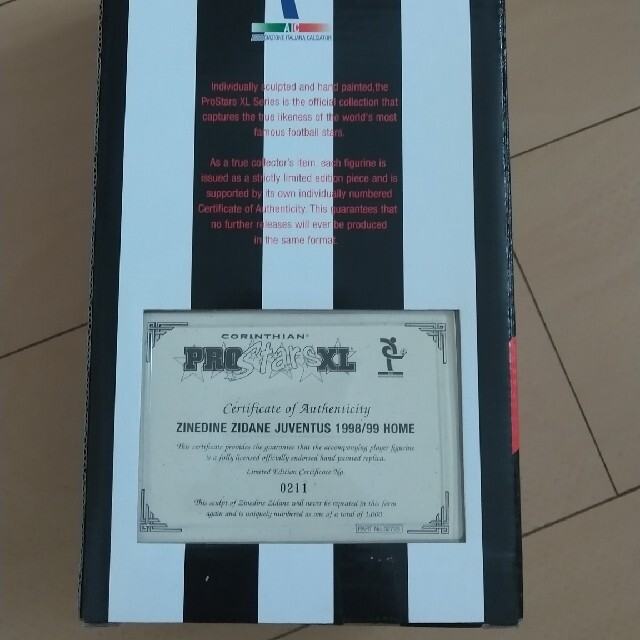 AIC
ASSOCIAZIONE ITALIANA CALCIATORI
Individually sculpted and hand painted, the
ProStars XL Series is the official collection that
captures the true likeness of the world's most
famous football stars.
As a true collector's item, each figurine is
issued as a strictly limited edition piece and is
supported by its own individually numbered
Certificate of Authenticity. This guarantees that
no further releases will ever be produced
in the same format.
CORINTHIAN
PROStarsXL
Certificate of Authenticity
ZINEDINE ZIDANE JUVENTUS 1998/99 HOME
This certificate provides the guarantee that the accompanying player figurine
is a fully licensed officially endorsed hand painted replica.
Limited Edition Certificate No.
0211
This sculpt of Zinedine Zidane will never be repeated in this form
again and is uniquely numbered as one of a total of 1,000.
PART No.